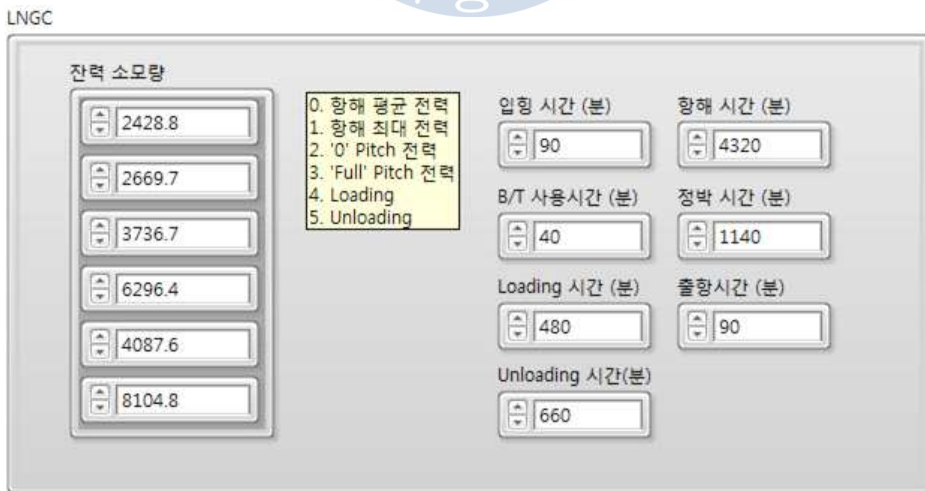 LNGC
잔력 소모량
2428.8
2669.7
3736.7
6296.4
4087.6
8104.8
0. 항해 평균 전력
1. 항해 최대 전력
2. '0' Pitch 전력
3. 'Full' Pitch 전력
4. Loading
5. Unloading
입힝 시간 (분)
90
항해 시간 (분)
4320
B/T 사용시간 (분)
40
정박 시간 (분)
1140
Loading 시간 (분)
480
출항시간 (분)
90
Unloading 시간(분)
660